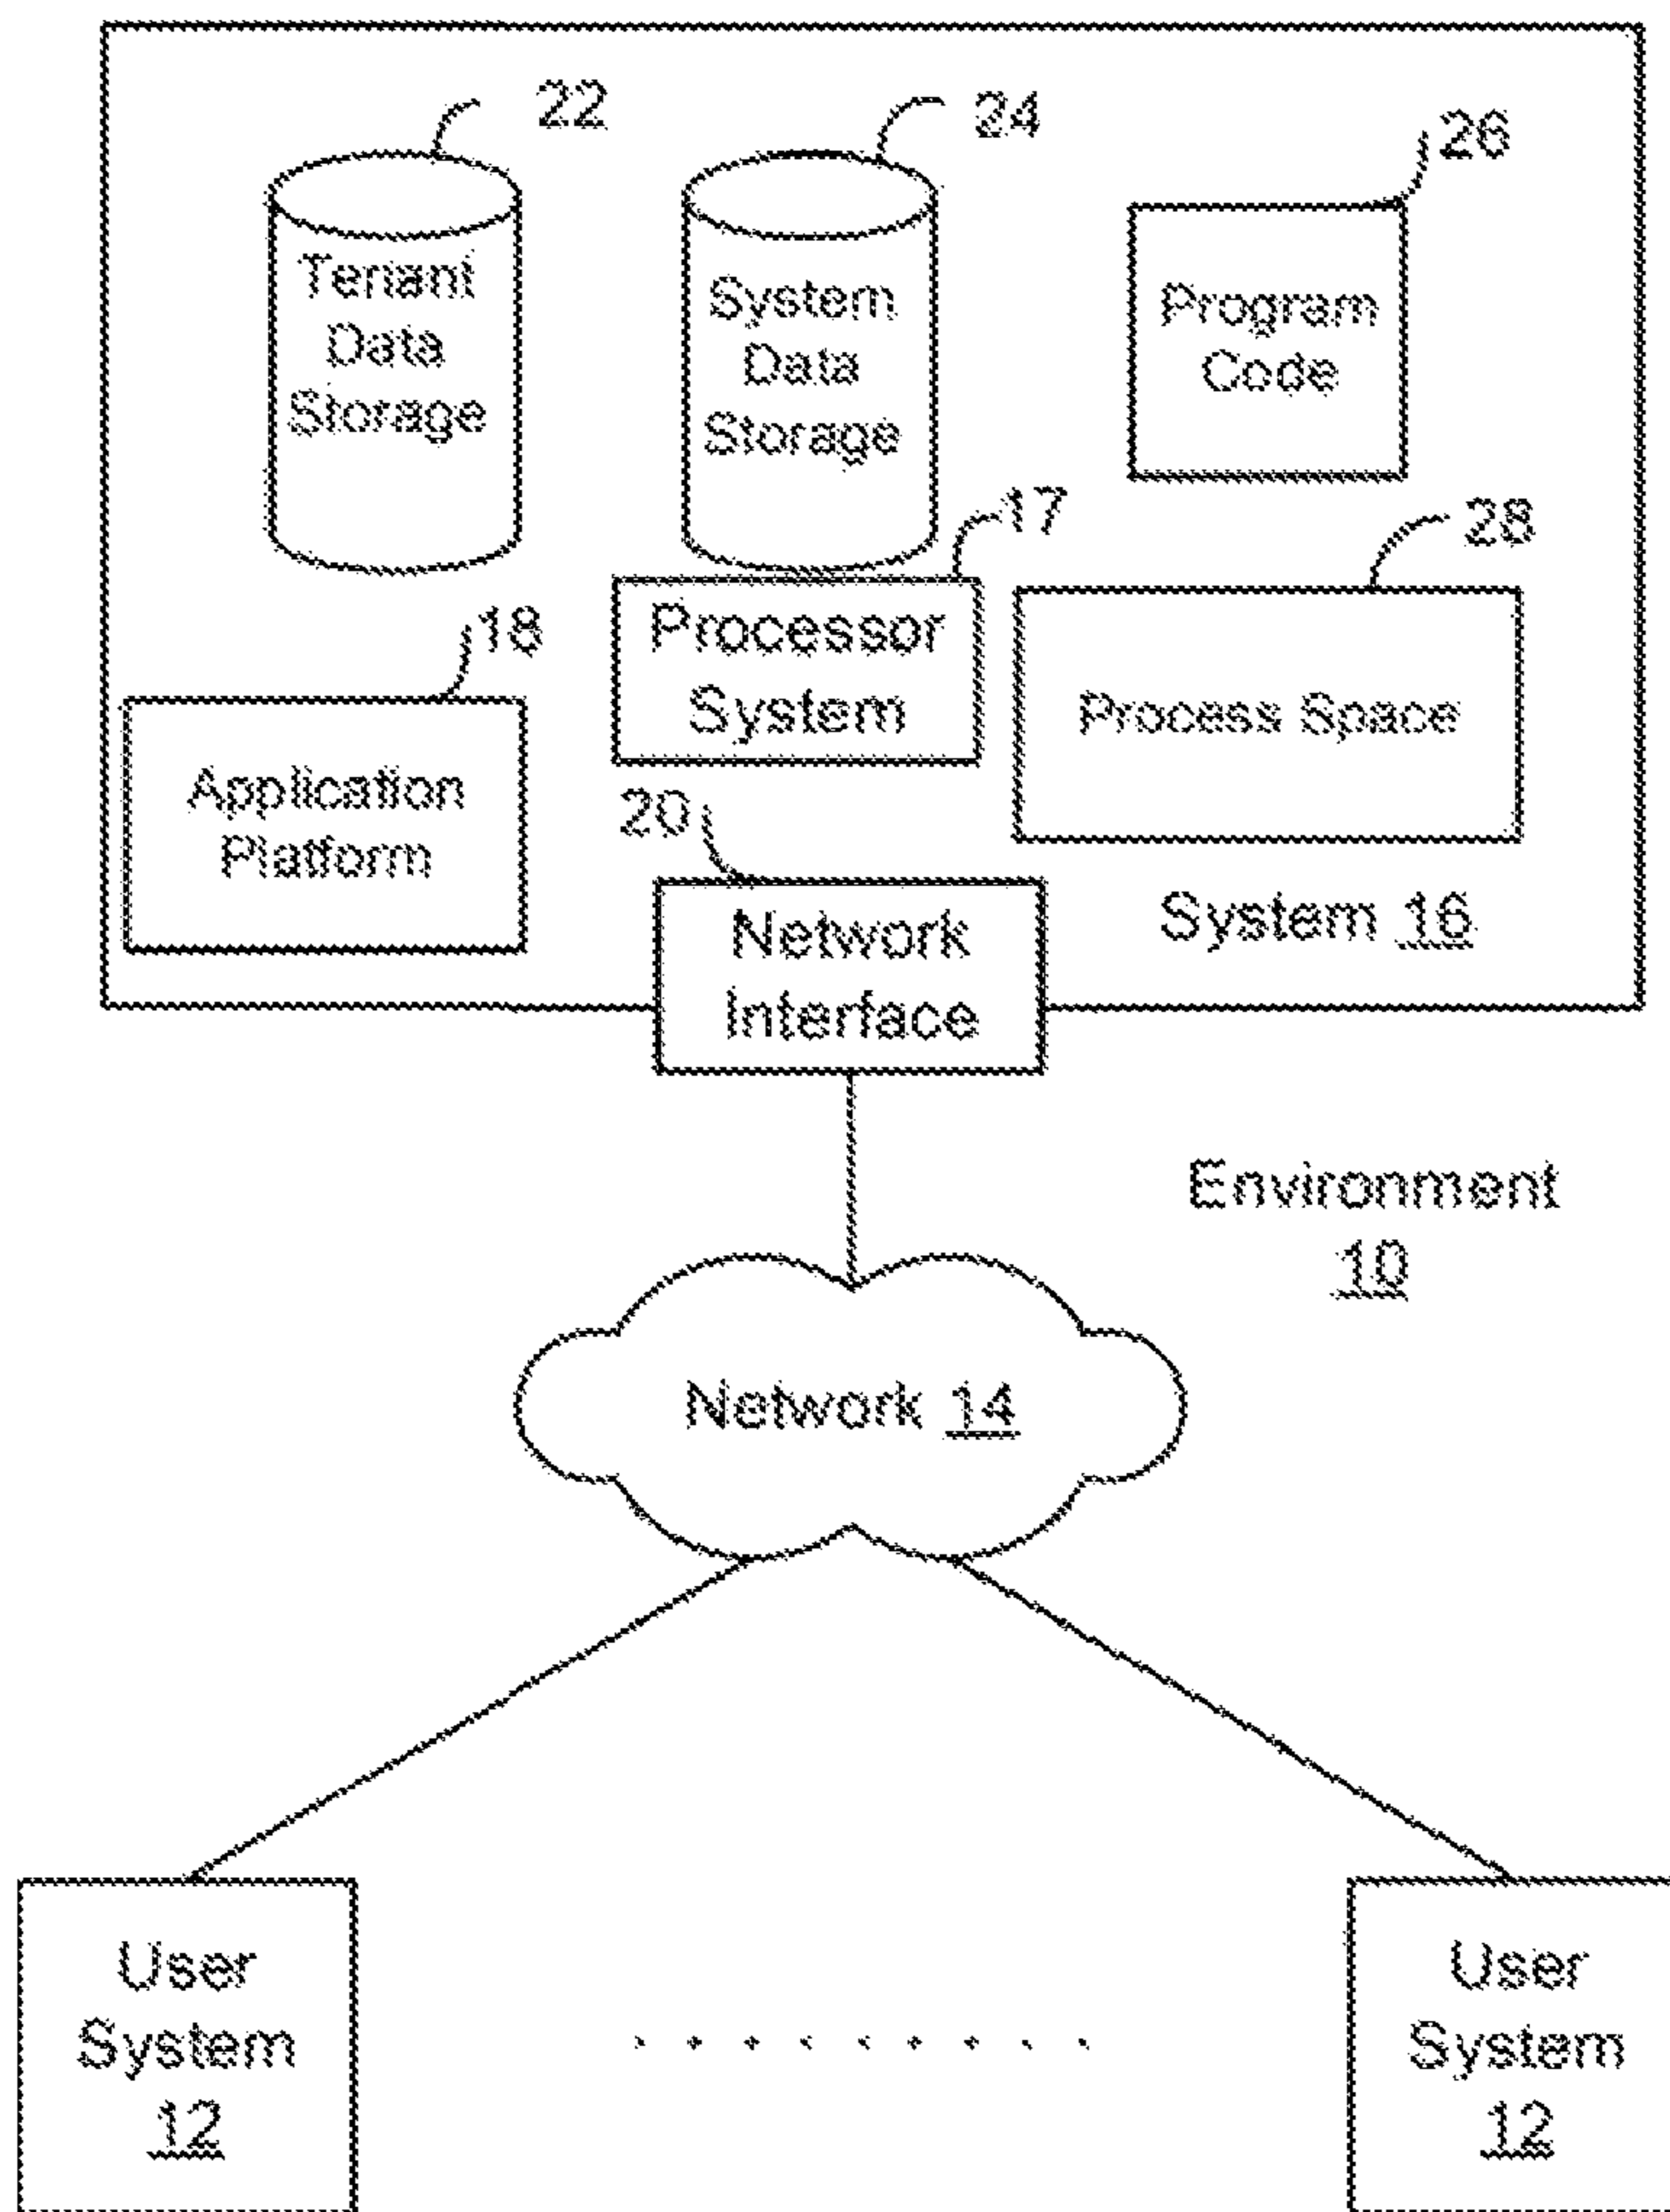 22
24
26
Tenant
Data
Storage
System
Data
Storage
Program
Code
17
28
18
Processor
System
Process Space
Application
Platform
20
Network
Interface
System 16
Environment
10
Network 14
User
System
12
User
System
12